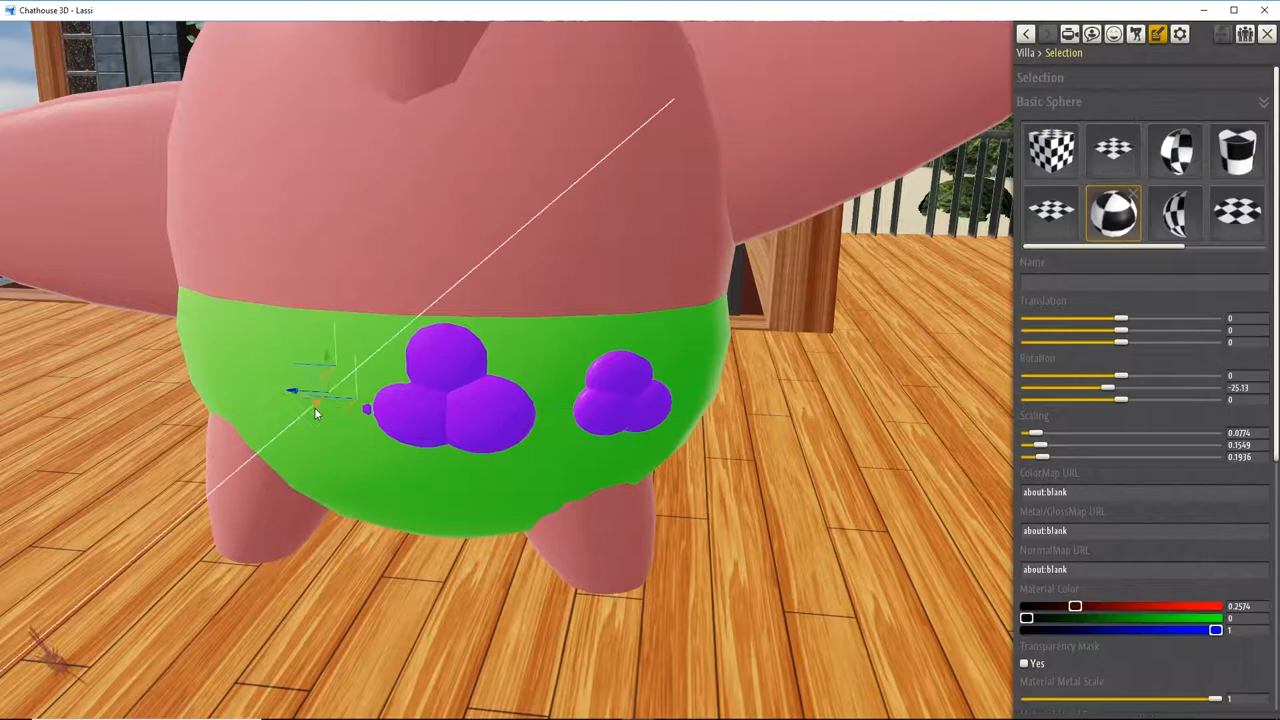 Chathouse 3D - Lassi
Villa > Selection
Selection
Basic Sphere
Name
Translation
0
0
0
Rotation
0
-25.13
0
Scaling
0.0774
0.1549
0.1936
ColorMap URL
about:blank
Metal/GlossMap URL
about:blank
NormalMap URL
about:blank
Material Color
0.2574
0
1
Transparency Mask
Yes
Material Metal Scale
1